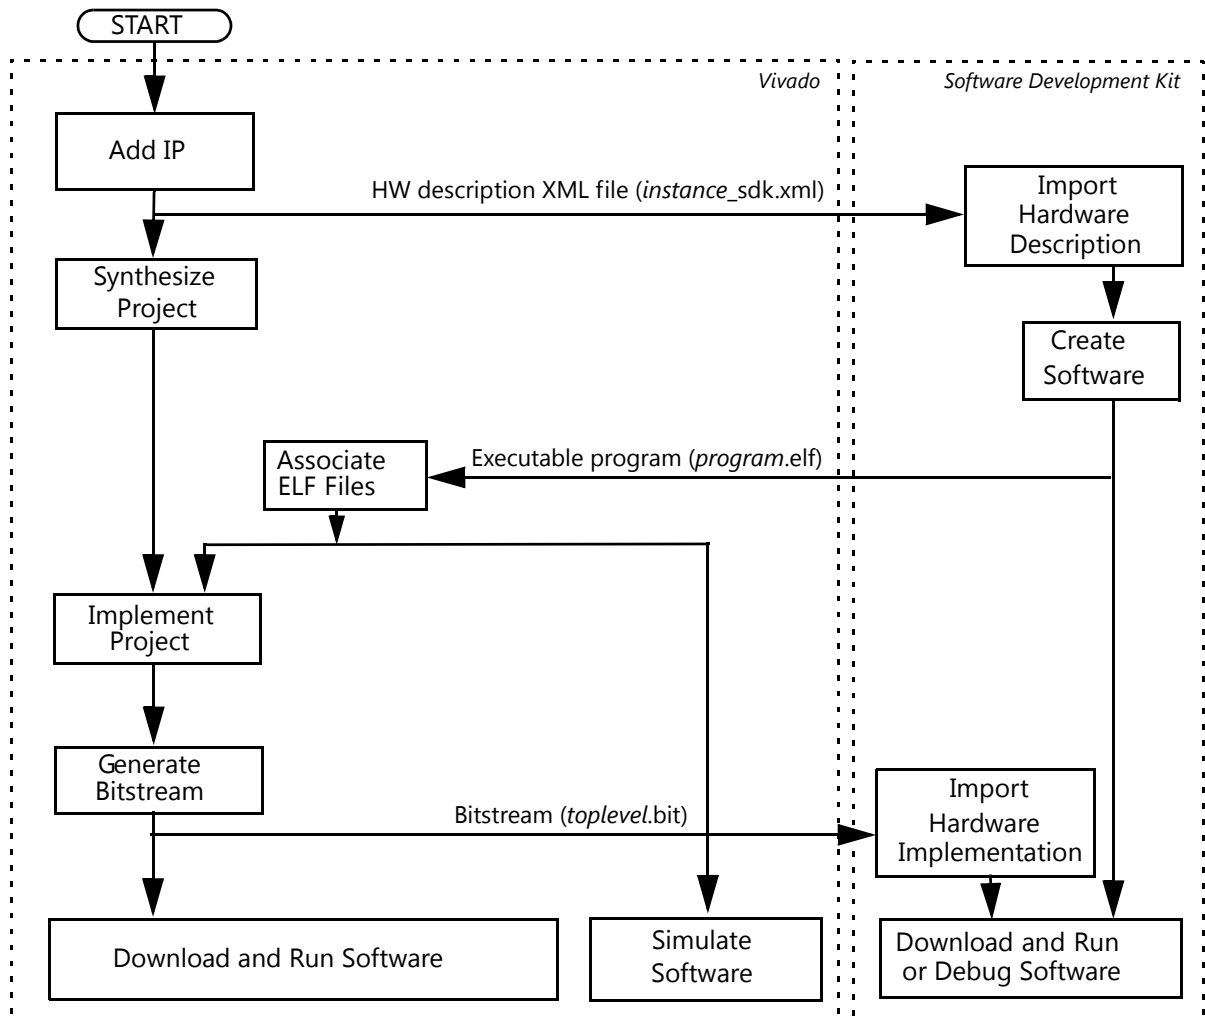 START
Vivado
Software Development Kit
Add IP
HW description XML file (instance_sdk.xml)
Import
Hardware
Description
Synthesize
Project
Create
Software
Associate
ELF Files
Executable program (program.elf)
Implement
Project
Generate
Bitstream
Bitstream (toplevel.bit)
Import
Hardware
Implementation
Download and Run Software
Simulate
Software
Download and Run
or Debug Software